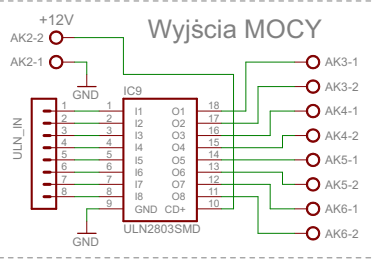 +12V
Wyjścia MOCY
AK2-2
AK2-1
GND
IC9
ULN_IN
1 1 I1 O1 18 AK3-1
2 2 I2 O2 17 AK3-2
3 3 I3 O3 16 AK4-1
4 4 I4 O4 15 AK4-2
5 5 I5 O5 14 AK5-1
6 6 I6 O6 13 AK5-2
7 7 I7 O7 12 AK6-1
8 8 I8 O8 11 AK6-2
9 GND CD+ 10
ULN2803SMD
GND